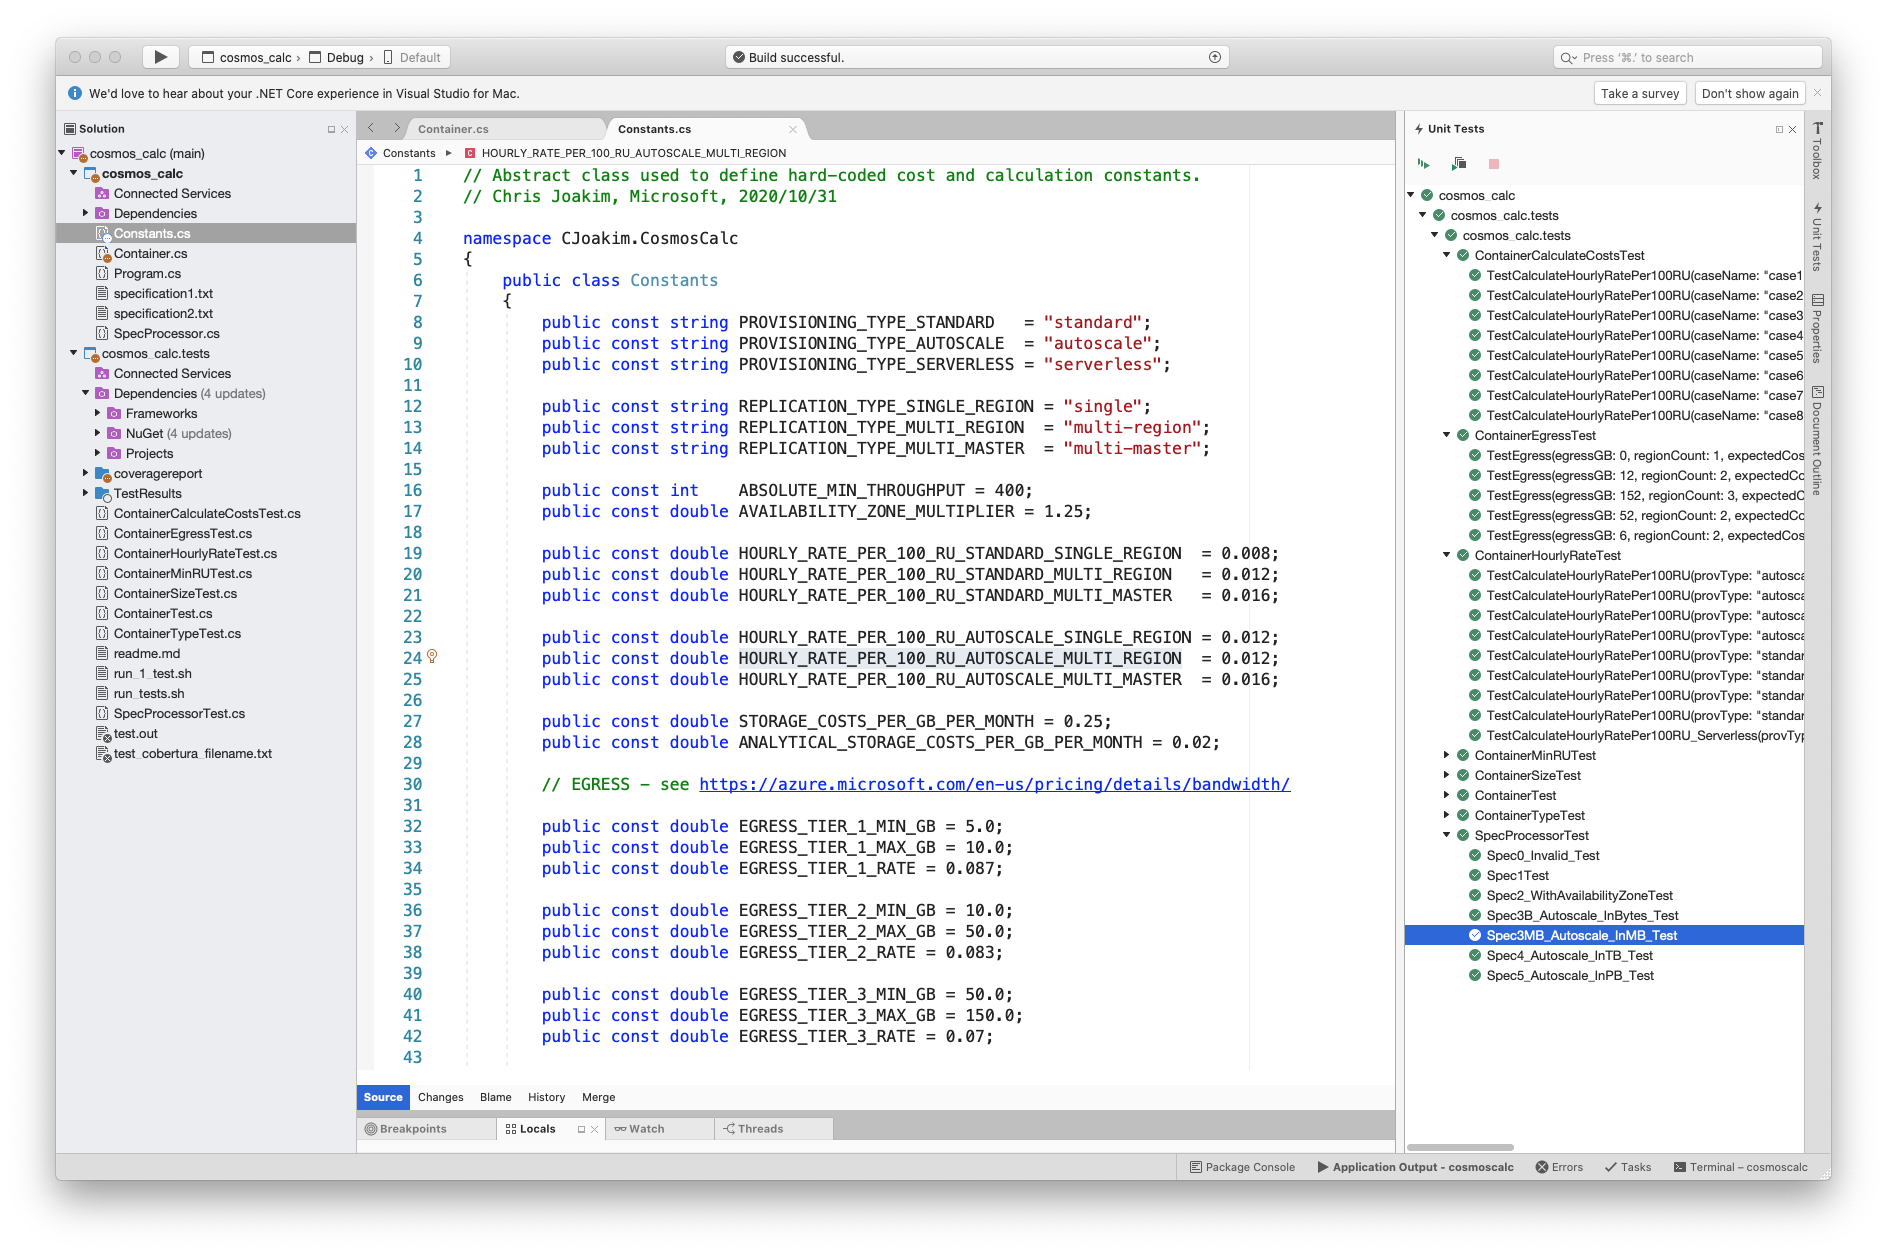 cosmos_calc › Debug › Default
Build successful.
Press ‘⌘.’ to search
We'd love to hear about your .NET Core experience in Visual Studio for Mac.
Take a survey
Don't show again
Solution
cosmos_calc (main)
cosmos_calc
Connected Services
Dependencies
Constants.cs
Container.cs
Program.cs
specification1.txt
specification2.txt
SpecProcessor.cs
cosmos_calc.tests
Connected Services
Dependencies (4 updates)
Frameworks
NuGet (4 updates)
Projects
coveragereport
TestResults
ContainerCalculateCostsTest.cs
ContainerEgressTest.cs
ContainerHourlyRateTest.cs
ContainerMinRUTest.cs
ContainerSizeTest.cs
ContainerTest.cs
ContainerTypeTest.cs
readme.md
run_1_test.sh
run_tests.sh
SpecProcessorTest.cs
test.out
test_cobertura_filename.txt
Container.cs
Constants.cs
Constants ▸ HOURLY_RATE_PER_100_RU_AUTOSCALE_MULTI_REGION
1 // Abstract class used to define hard-coded cost and calculation constants.
2 // Chris Joakim, Microsoft, 2020/10/31
3
4 namespace CJoakim.CosmosCalc
5 {
6 public class Constants
7 {
8 public const string PROVISIONING_TYPE_STANDARD = "standard";
9 public const string PROVISIONING_TYPE_AUTOSCALE = "autoscale";
10 public const string PROVISIONING_TYPE_SERVERLESS = "serverless";
11
12 public const string REPLICATION_TYPE_SINGLE_REGION = "single";
13 public const string REPLICATION_TYPE_MULTI_REGION = "multi-region";
14 public const string REPLICATION_TYPE_MULTI_MASTER = "multi-master";
15
16 public const int ABSOLUTE_MIN_THROUGHPUT = 400;
17 public const double AVAILABILITY_ZONE_MULTIPLIER = 1.25;
18
19 public const double HOURLY_RATE_PER_100_RU_STANDARD_SINGLE_REGION = 0.008;
20 public const double HOURLY_RATE_PER_100_RU_STANDARD_MULTI_REGION = 0.012;
21 public const double HOURLY_RATE_PER_100_RU_STANDARD_MULTI_MASTER = 0.016;
22
23 public const double HOURLY_RATE_PER_100_RU_AUTOSCALE_SINGLE_REGION = 0.012;
24 public const double HOURLY_RATE_PER_100_RU_AUTOSCALE_MULTI_REGION = 0.012;
25 public const double HOURLY_RATE_PER_100_RU_AUTOSCALE_MULTI_MASTER = 0.016;
26
27 public const double STORAGE_COSTS_PER_GB_PER_MONTH = 0.25;
28 public const double ANALYTICAL_STORAGE_COSTS_PER_GB_PER_MONTH = 0.02;
29
30 // EGRESS - see https://azure.microsoft.com/en-us/pricing/details/bandwidth/
31
32 public const double EGRESS_TIER_1_MIN_GB = 5.0;
33 public const double EGRESS_TIER_1_MAX_GB = 10.0;
34 public const double EGRESS_TIER_1_RATE = 0.087;
35
36 public const double EGRESS_TIER_2_MIN_GB = 10.0;
37 public const double EGRESS_TIER_2_MAX_GB = 50.0;
38 public const double EGRESS_TIER_2_RATE = 0.083;
39
40 public const double EGRESS_TIER_3_MIN_GB = 50.0;
41 public const double EGRESS_TIER_3_MAX_GB = 150.0;
42 public const double EGRESS_TIER_3_RATE = 0.07;
43
Source Changes Blame History Merge
Breakpoints
Locals
Watch
Threads
Unit Tests
cosmos_calc
cosmos_calc.tests
cosmos_calc.tests
ContainerCalculateCostsTest
TestCalculateHourlyRatePer100RU(caseName: "case1
TestCalculateHourlyRatePer100RU(caseName: "case2
TestCalculateHourlyRatePer100RU(caseName: "case3
TestCalculateHourlyRatePer100RU(caseName: "case4
TestCalculateHourlyRatePer100RU(caseName: "case5
TestCalculateHourlyRatePer100RU(caseName: "case6
TestCalculateHourlyRatePer100RU(caseName: "case7
TestCalculateHourlyRatePer100RU(caseName: "case8
ContainerEgressTest
TestEgress(egressGB: 0, regionCount: 1, expectedCos
TestEgress(egressGB: 12, regionCount: 2, expectedCo
TestEgress(egressGB: 152, regionCount: 3, expectedC
TestEgress(egressGB: 52, regionCount: 2, expectedCo
TestEgress(egressGB: 6, regionCount: 2, expectedCos
ContainerHourlyRateTest
TestCalculateHourlyRatePer100RU(provType: "autosca
TestCalculateHourlyRatePer100RU(provType: "autosca
TestCalculateHourlyRatePer100RU(provType: "autosca
TestCalculateHourlyRatePer100RU(provType: "autosca
TestCalculateHourlyRatePer100RU(provType: "standar
TestCalculateHourlyRatePer100RU(provType: "standar
TestCalculateHourlyRatePer100RU(provType: "standar
TestCalculateHourlyRatePer100RU(provType: "standar
TestCalculateHourlyRatePer100RU_Serverless(provTyp
ContainerMinRUTest
ContainerSizeTest
ContainerTest
ContainerTypeTest
SpecProcessorTest
Spec0_Invalid_Test
Spec1Test
Spec2_WithAvailabilityZoneTest
Spec3B_Autoscale_InBytes_Test
Spec3MB_Autoscale_InMB_Test
Spec4_Autoscale_InTB_Test
Spec5_Autoscale_InPB_Test
Toolbox
Unit Tests
Properties
Document Outline
Package Console
Application Output - cosmoscalc
Errors
Tasks
Terminal – cosmoscalc